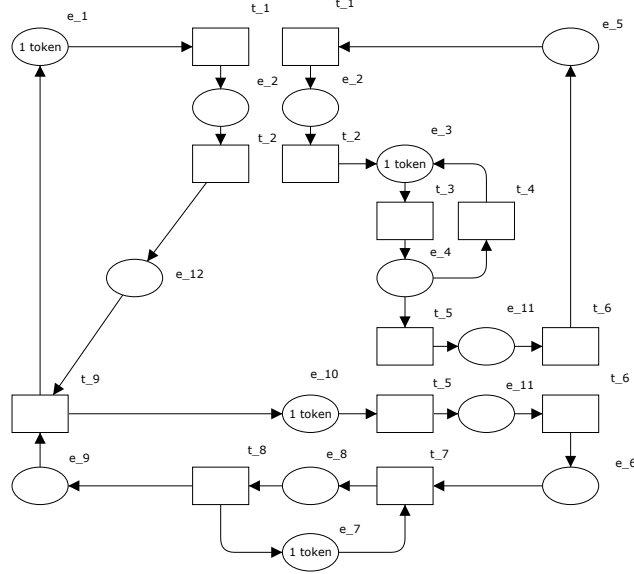 e_1
t_1
t_1
e_5
1 token
e_2
e_2
t_2
t_2
e_3
1 token
t_3
t_4
e_12
e_4
t_5
e_11
t_6
t_9
e_10
t_5
e_11
t_6
1 token
e_9
t_8
e_8
t_7
e_6
e_7
1 token